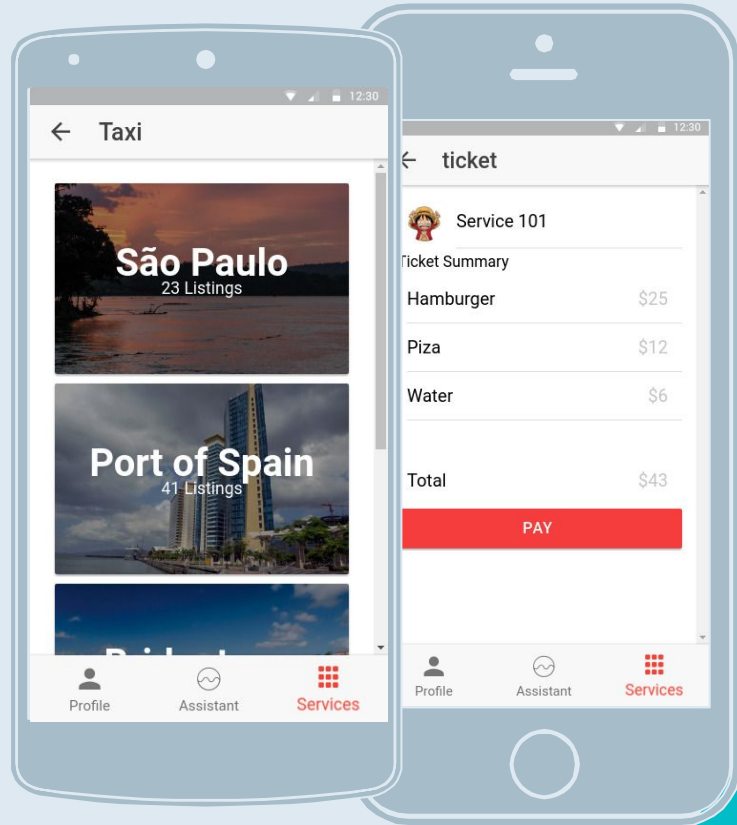 12:30
Taxi
São Paulo
23 Listings
Port of Spain
41 Listings
Profile
Assistant
Services
12:30
ticket
Service 101
Ticket Summary
Hamburger $25
Piza $12
Water $6
Total $43
PAY
Profile
Assistant
Services